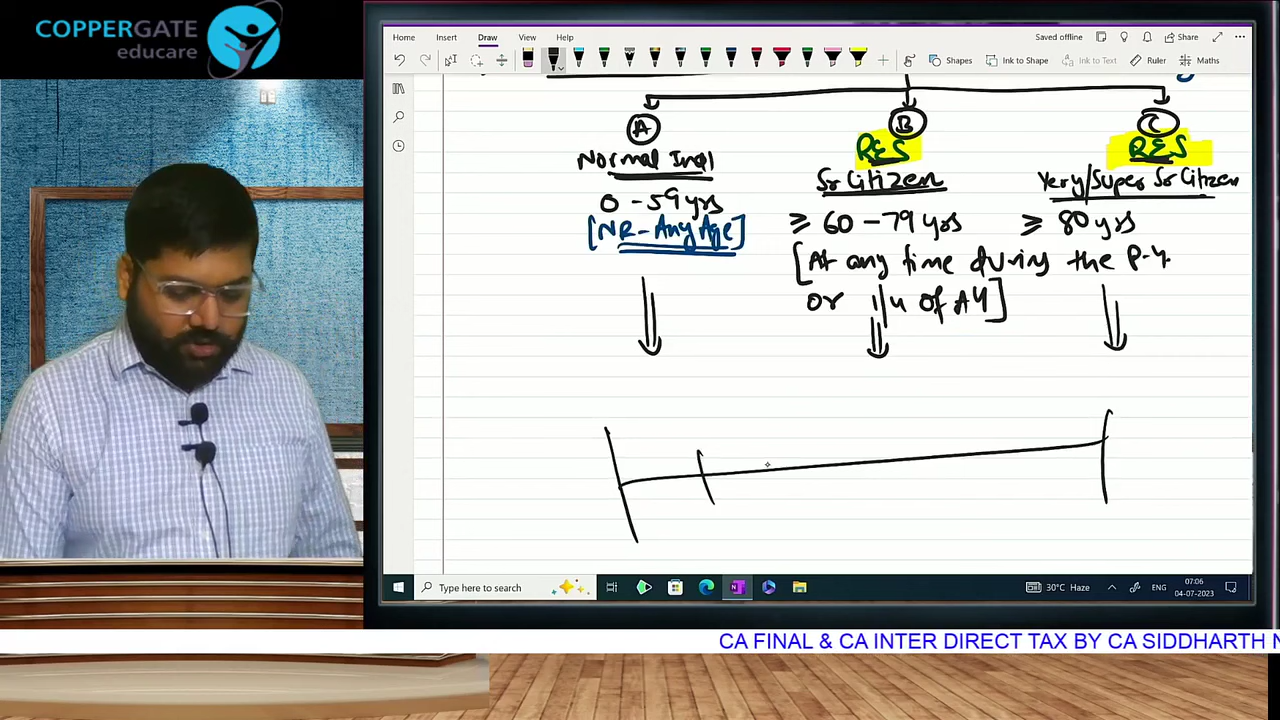 COPPERGATE
educare
Home Insert Draw View Help
Saved offline
Share
Shapes
Ink to Shape
Ink to Text
Ruler
Maths
A B C
Normal Indl
RES
RES
Sr Citizen
Very/Super Sr Citizen
0 - 59 yrs
≥ 60 - 79 yrs
≥ 80 yrs
[NR - Any Age]
[At any time during the P.Y.
or 1/4 of AY]
Type here to search
30°C Haze
ENG
07:06
04-07-2023
CA FINAL & CA INTER DIRECT TAX BY CA SIDDHARTH